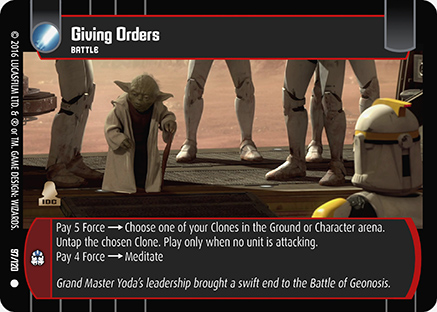 Giving Orders
BATTLE
© 2016 LUCASFILM LTD. & ® or TM. GAME DESIGN: WIZARDS.
IDC
97/120
Pay 5 Force → Choose one of your Clones in the Ground or Character arena.
Untap the chosen Clone. Play only when no unit is attacking.
Pay 4 Force → Meditate
Grand Master Yoda's leadership brought a swift end to the Battle of Geonosis.